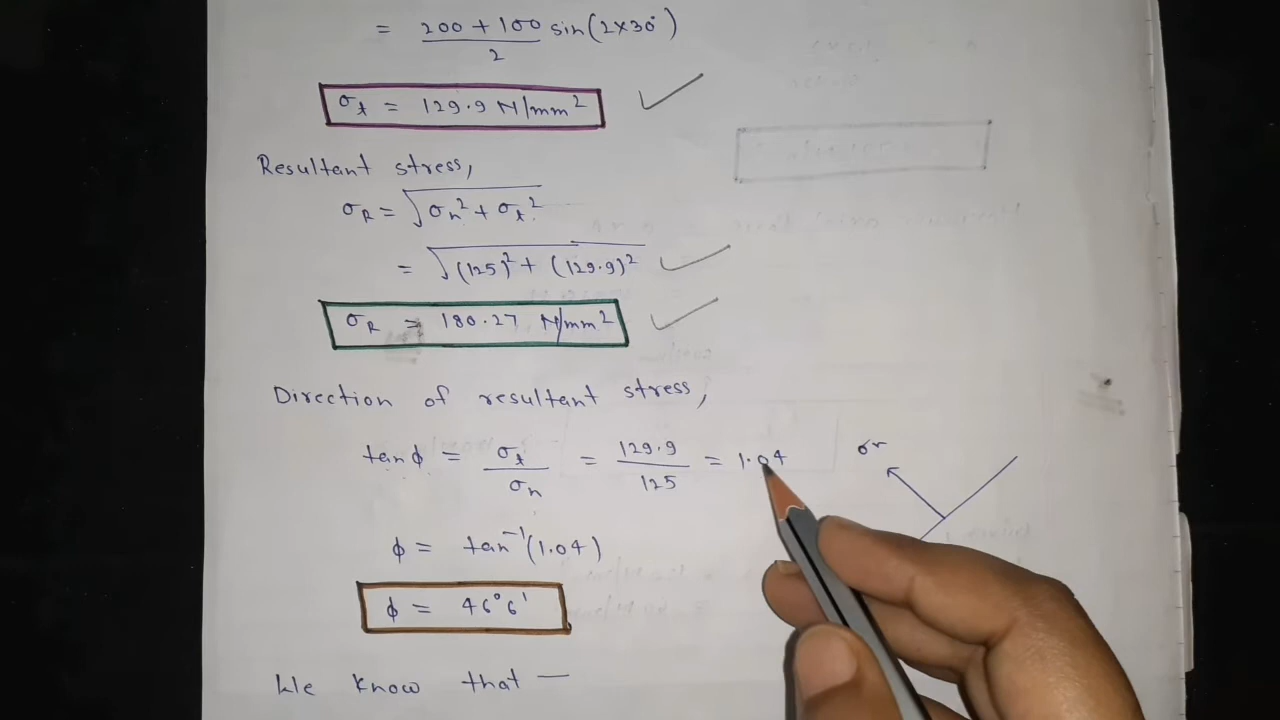 = 200 + 100 / 2 sin(2×30°)
σt = 129.9 N/mm²
Resultant stress,
σR = √σn² + σt²
= √(125)² + (129.9)²
σR = 180.27 N/mm²
Direction of resultant stress,
tanϕ = σt / σn = 129.9 / 125 = 1.04
σr
ϕ = tan⁻¹(1.04)
ϕ = 46°6'
We know that —